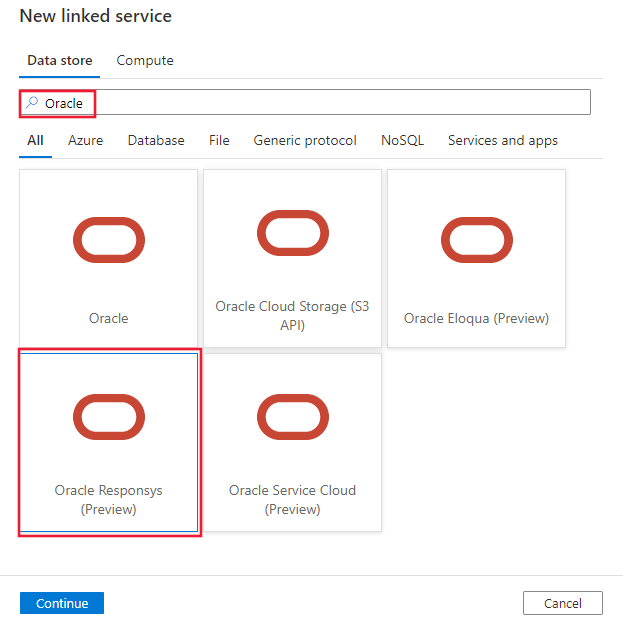 New linked service
Data store Compute
Oracle
All Azure Database File Generic protocol NoSQL Services and apps
Oracle
Oracle Cloud Storage (S3
API)
Oracle Eloqua (Preview)
Oracle Responsys
(Preview)
Oracle Service Cloud
(Preview)
Continue Cancel